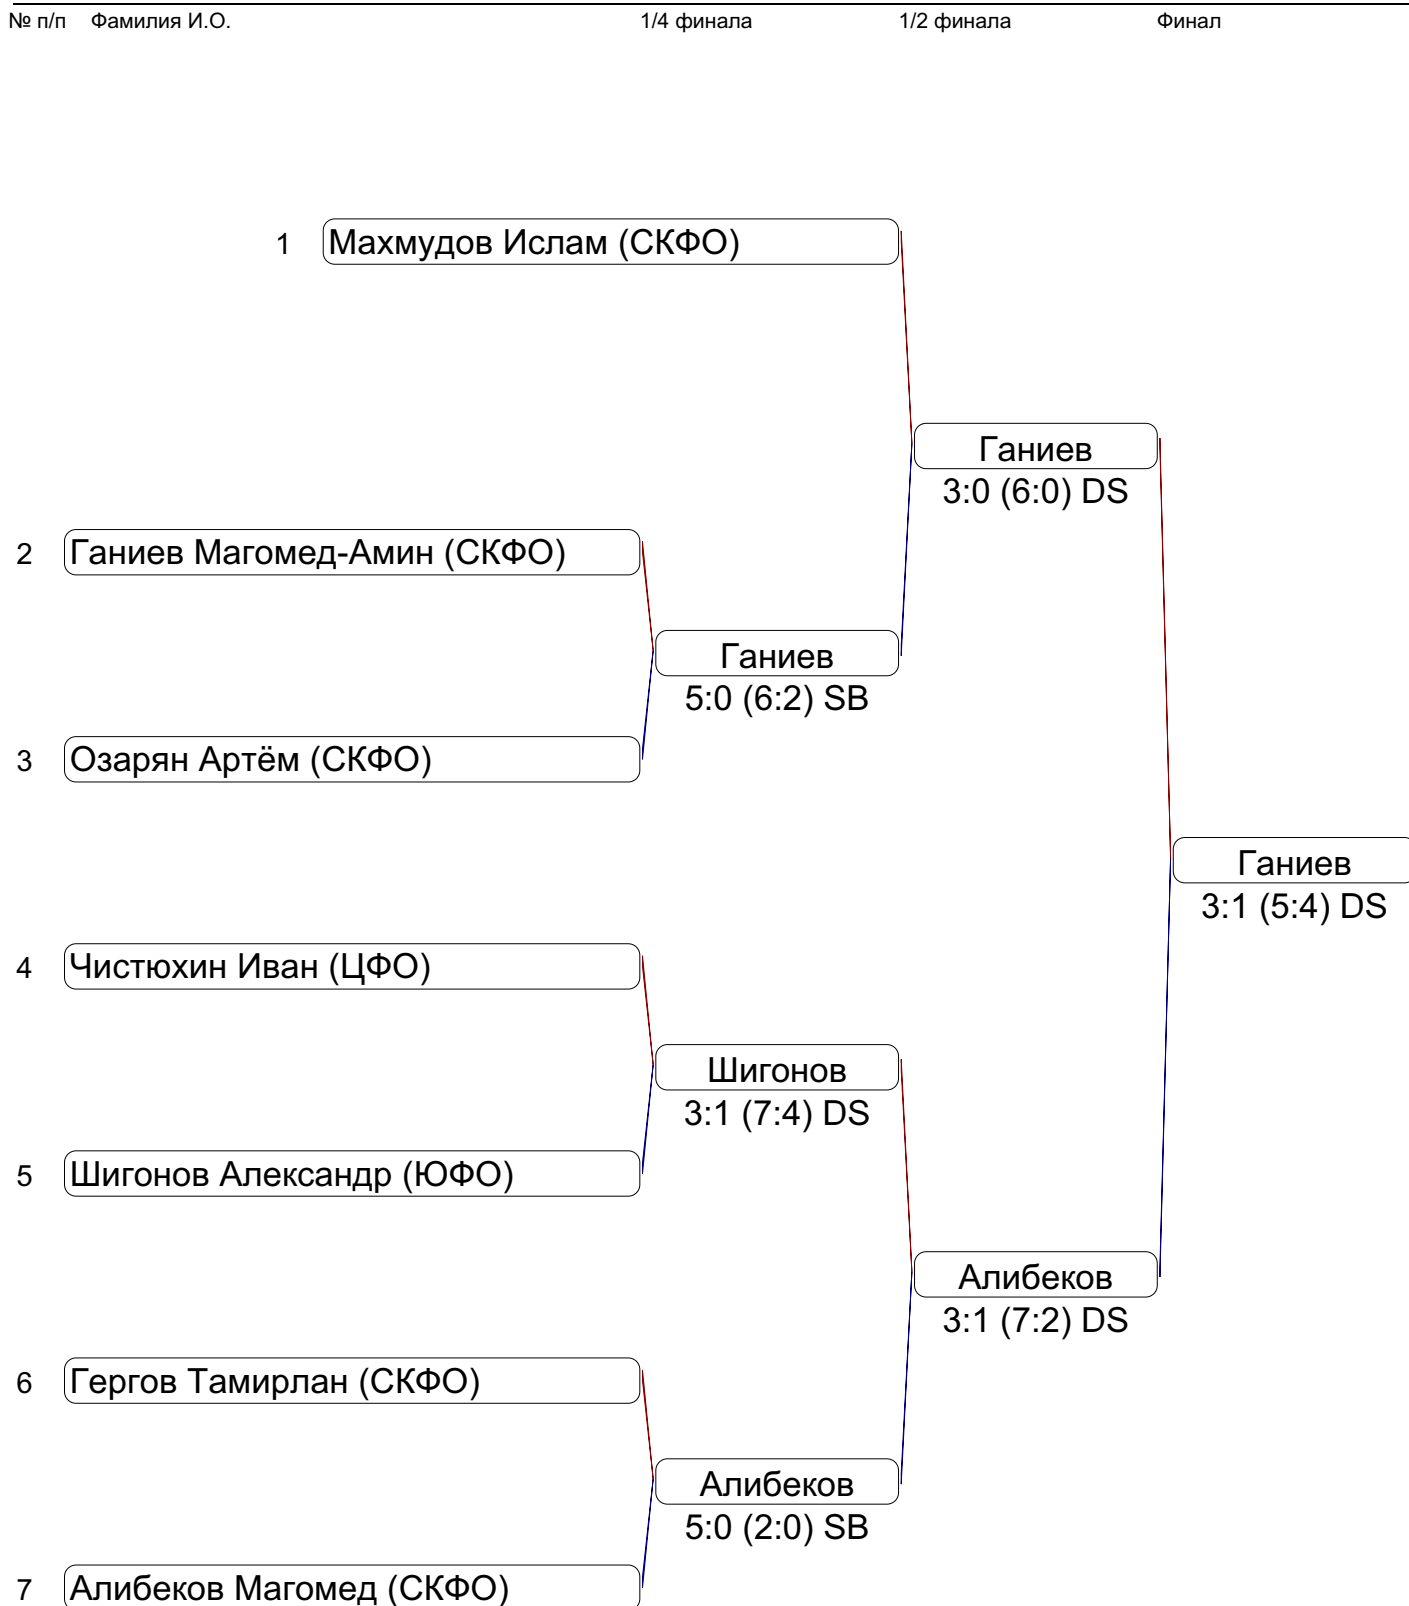 № п/п Фамилия И.О. 1/4 финала 1/2 финала Финал
1 Махмудов Ислам (СКФО)
Ганиев
3:0 (6:0) DS
2 Ганиев Магомед-Амин (СКФО)
Ганиев
5:0 (6:2) SB
3 Озарян Артём (СКФО)
Ганиев
3:1 (5:4) DS
4 Чистюхин Иван (ЦФО)
Шигонов
3:1 (7:4) DS
5 Шигонов Александр (ЮФО)
Алибеков
3:1 (7:2) DS
6 Гергов Тамирлан (СКФО)
Алибеков
5:0 (2:0) SB
7 Алибеков Магомед (СКФО)